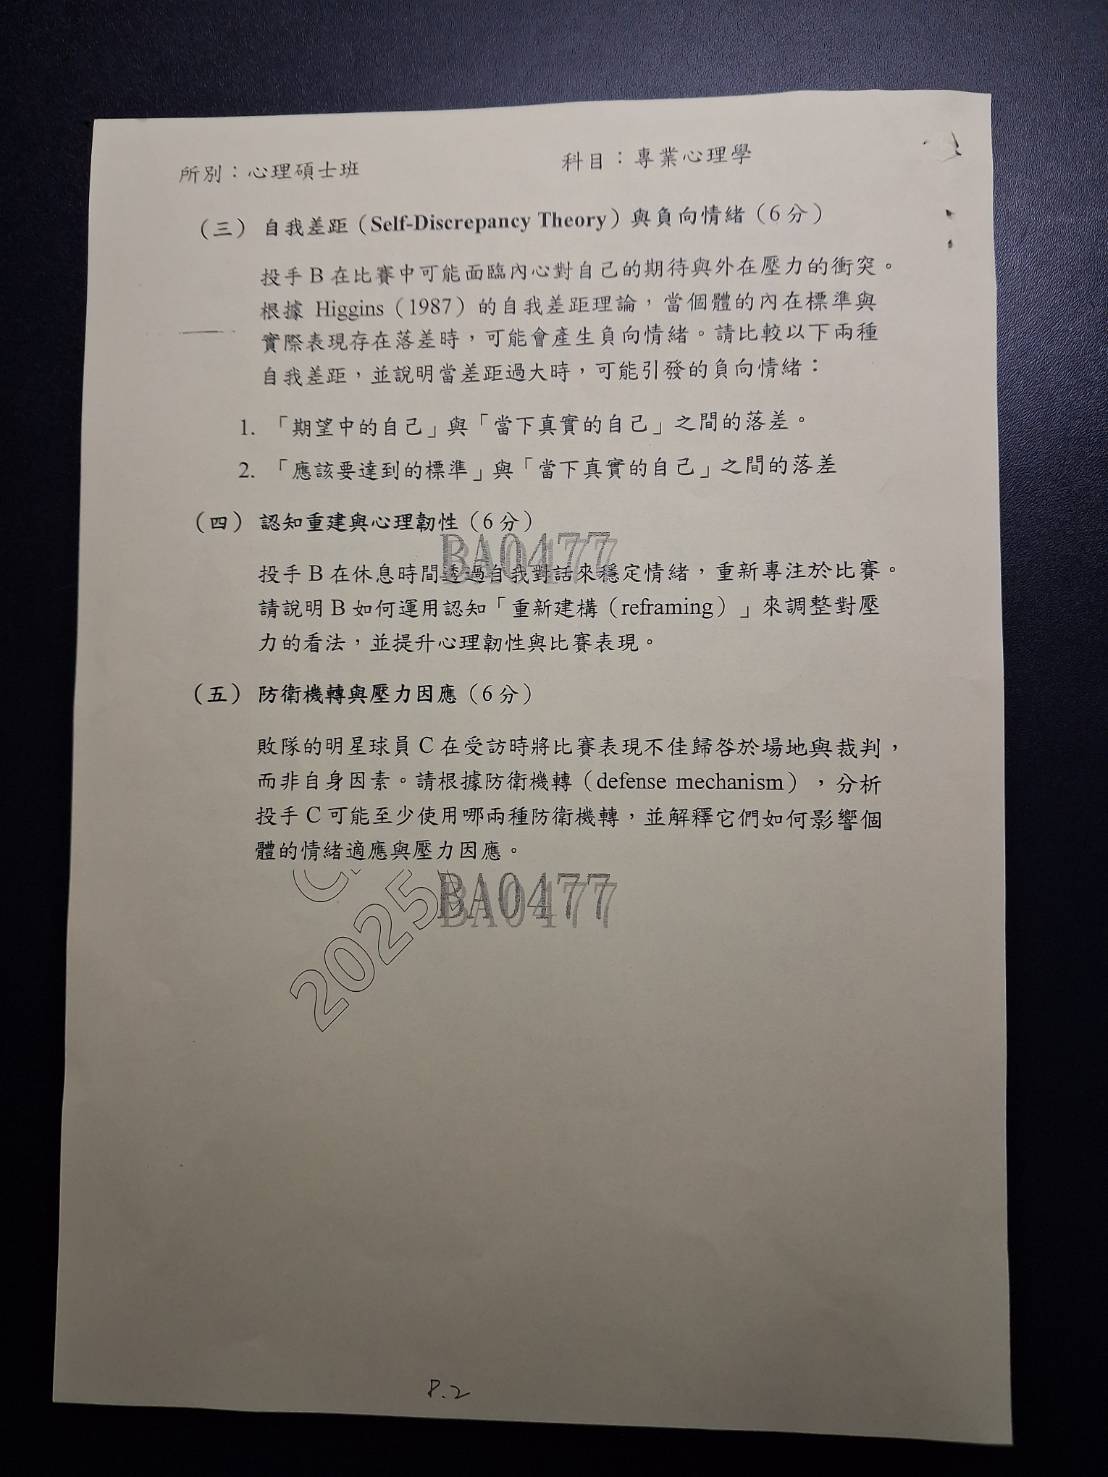 所別：心理碩士班 科目：專業心理學
（三） 自我差距（Self-Discrepancy Theory）與負向情緒（6 分）
投手 B 在比賽中可能面臨內心對自己的期待與外在壓力的衝突。
根據 Higgins（1987）的自我差距理論，當個體的內在標準與
實際表現存在落差時，可能會產生負向情緒。請比較以下兩種
自我差距，並說明當差距過大時，可能引發的負向情緒：
1. 「期望中的自己」與「當下真實的自己」之間的落差。
2. 「應該要達到的標準」與「當下真實的自己」之間的落差
（四） 認知重建與心理韌性（6 分）
BA0477
投手 B 在休息時間透過自我對話來穩定情緒，重新專注於比賽。
請說明 B 如何運用認知「重新建構（reframing）」來調整對壓
力的看法，並提升心理韌性與比賽表現。
（五） 防衛機轉與壓力因應（6 分）
敗隊的明星球員 C 在受訪時將比賽表現不佳歸咎於場地與裁判，
而非自身因素。請根據防衛機轉（defense mechanism），分析
投手 C 可能至少使用哪兩種防衛機轉，並解釋它們如何影響個
體的情緒適應與壓力因應。
BA0477
2025
P.2